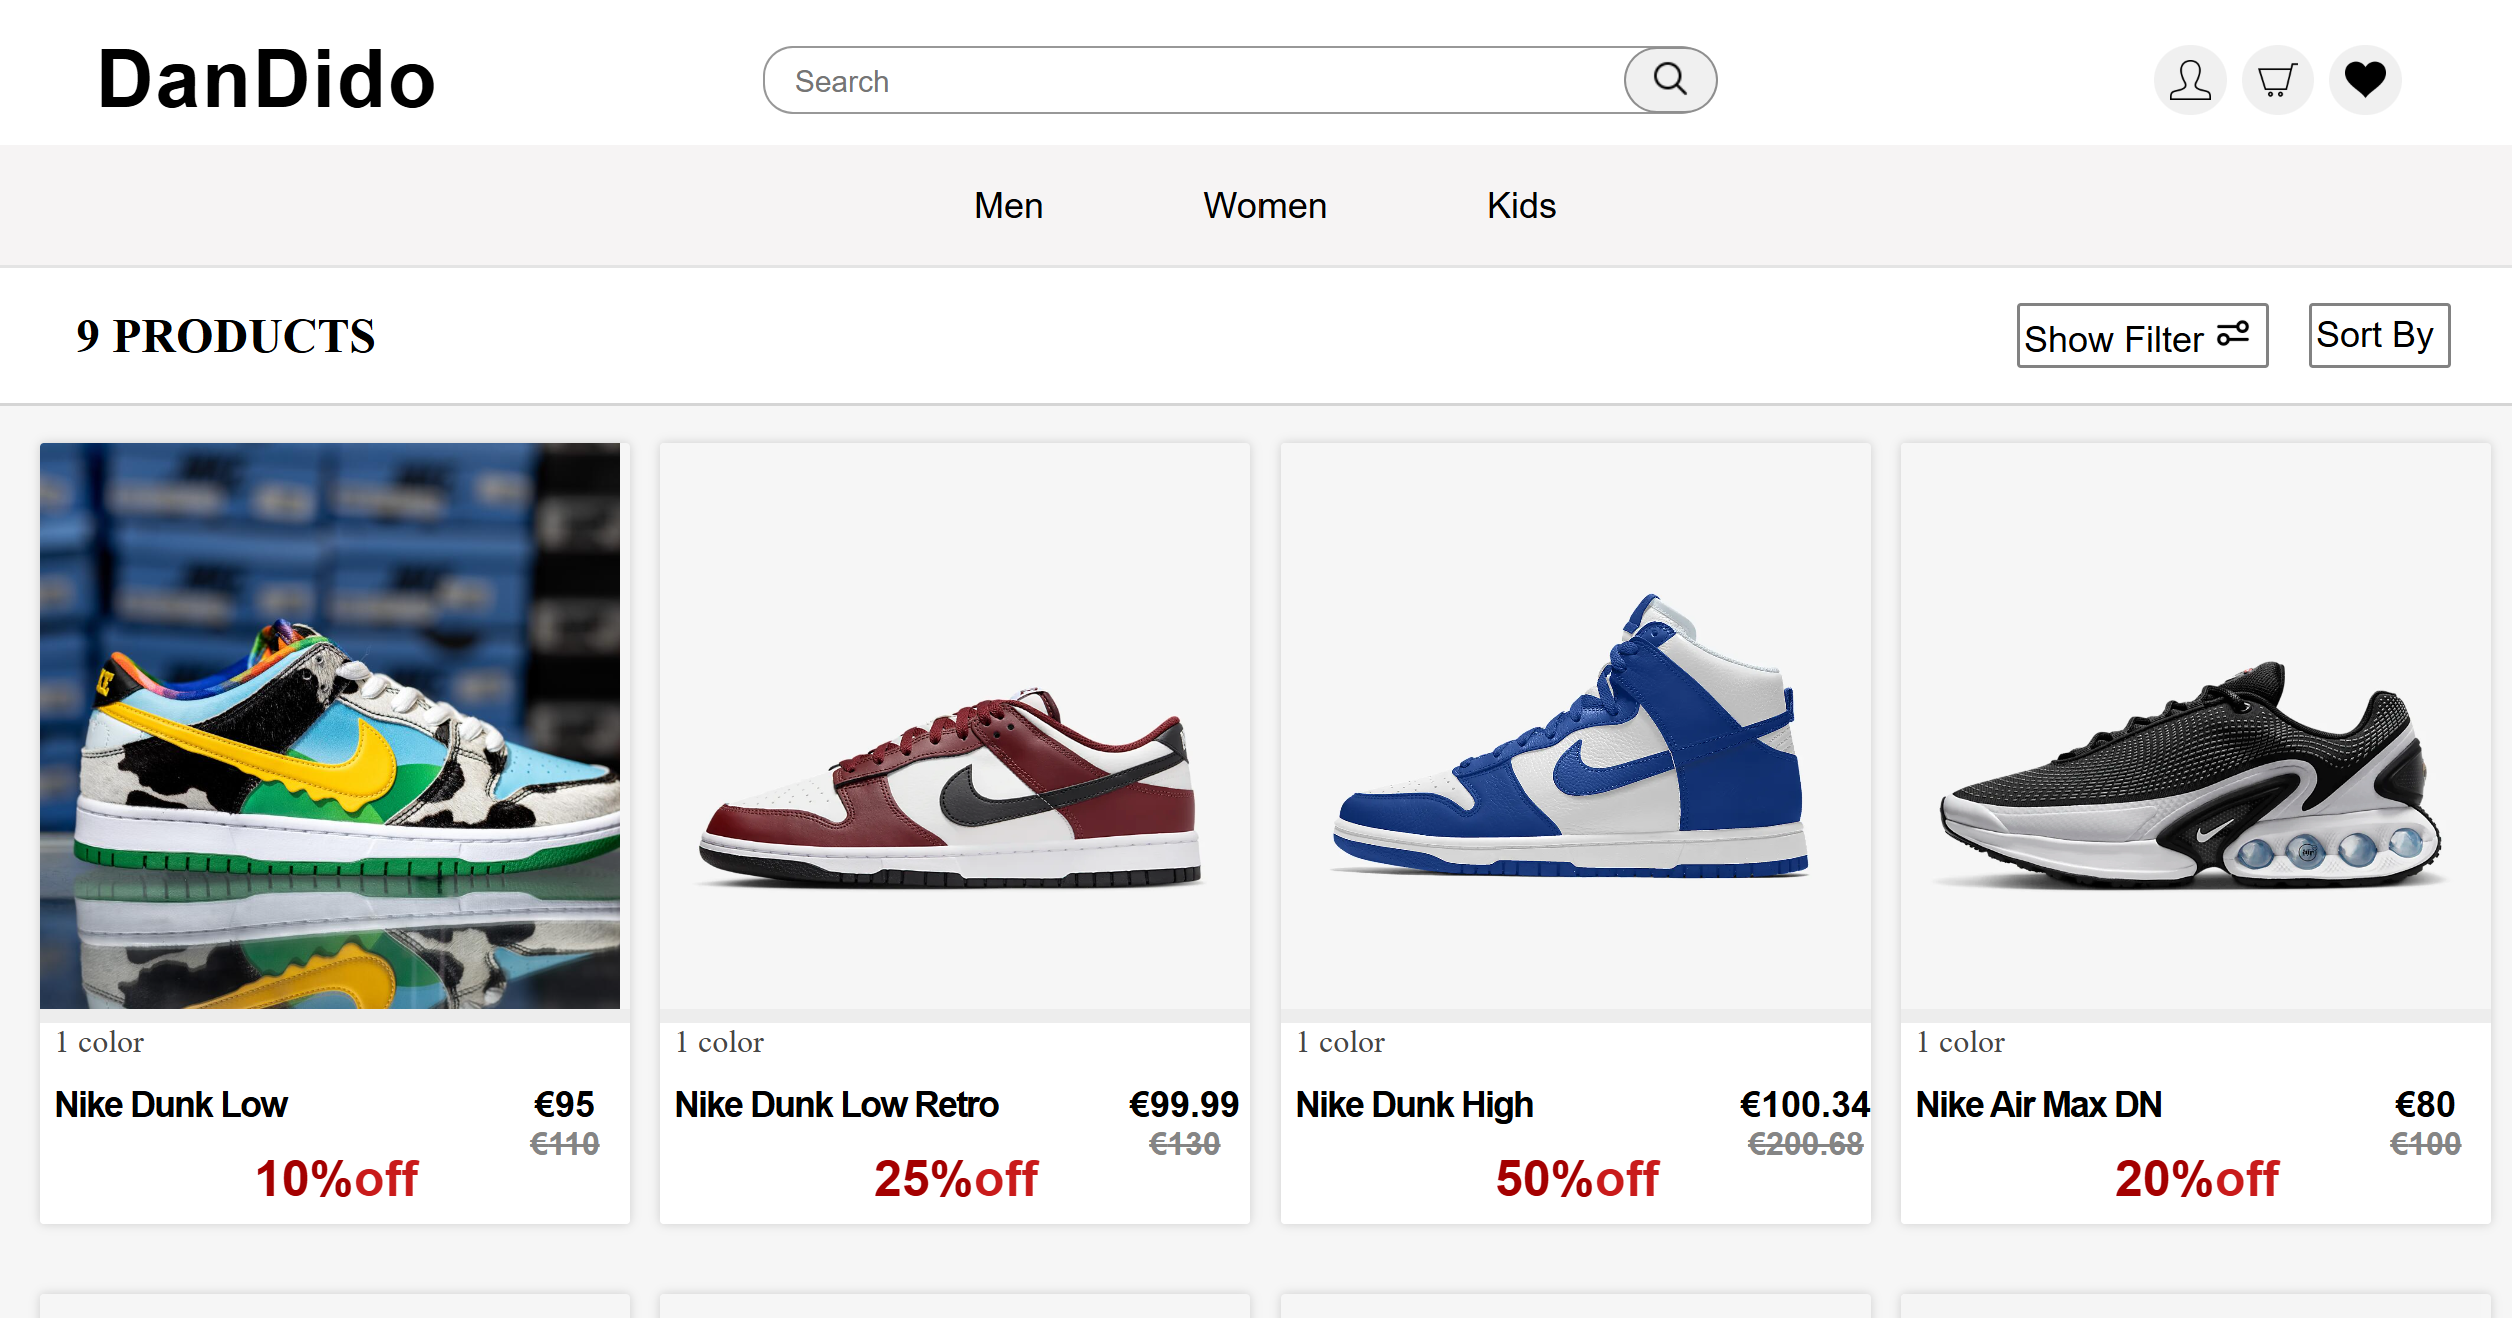 DanDido
Search
Men Women Kids
9 PRODUCTS
Show Filter
Sort By
1 color
Nike Dunk Low €95
€110
10%off
1 color
Nike Dunk Low Retro €99.99
€130
25%off
1 color
Nike Dunk High €100.34
€200.68
50%off
1 color
Nike Air Max DN €80
€100
20%off